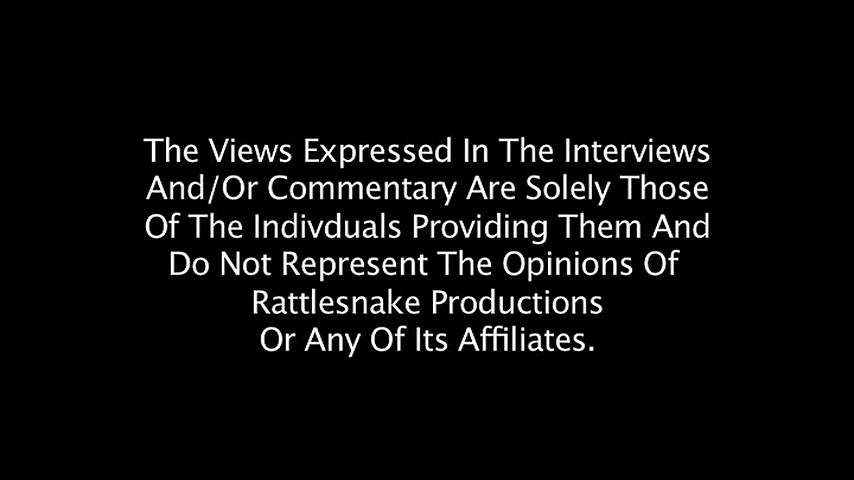 The Views Expressed In The Interviews
And/Or Commentary Are Solely Those
Of The Indivduals Providing Them And
Do Not Represent The Opinions Of
Rattlesnake Productions
Or Any Of Its Affiliates.